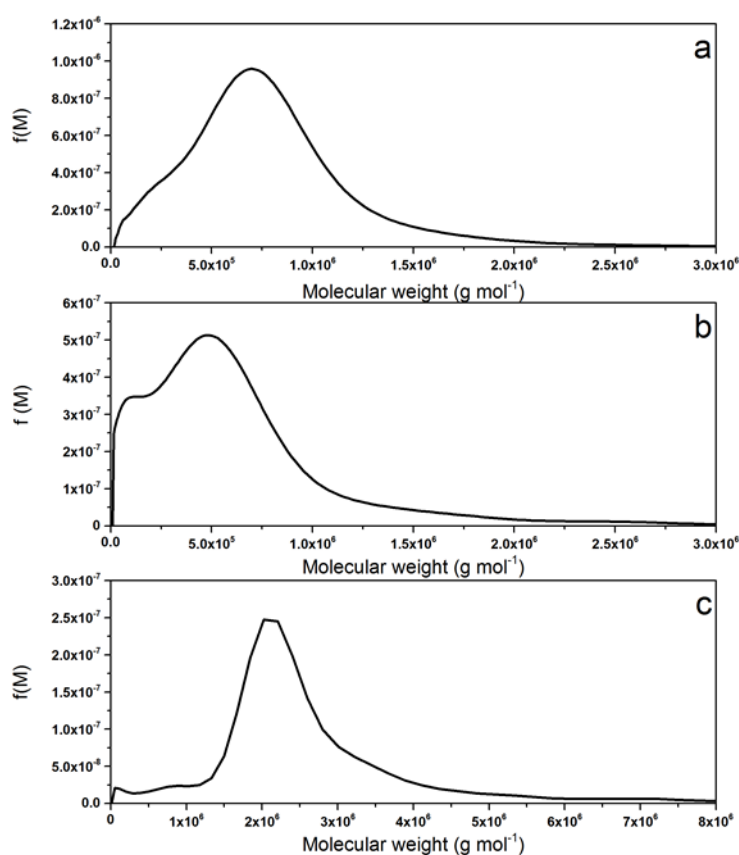 a
f(M)
1.2x10⁻⁶
1.0x10⁻⁶
8.0x10⁻⁷
6.0x10⁻⁷
4.0x10⁻⁷
2.0x10⁻⁷
0.0
0.0 5.0x10⁵ 1.0x10⁶ 1.5x10⁶ 2.0x10⁶ 2.5x10⁶ 3.0x10⁶
Molecular weight (g mol⁻¹)
b
f (M)
6x10⁻⁷
5x10⁻⁷
4x10⁻⁷
3x10⁻⁷
2x10⁻⁷
1x10⁻⁷
0
0.0 5.0x10⁵ 1.0x10⁶ 1.5x10⁶ 2.0x10⁶ 2.5x10⁶ 3.0x10⁶
Molecular weight (g mol⁻¹)
c
f(M)
3.0x10⁻⁷
2.5x10⁻⁷
2.0x10⁻⁷
1.5x10⁻⁷
1.0x10⁻⁷
5.0x10⁻⁸
0.0
0 1x10⁶ 2x10⁶ 3x10⁶ 4x10⁶ 5x10⁶ 6x10⁶ 7x10⁶ 8x10⁶
Molecular weight (g mol⁻¹)